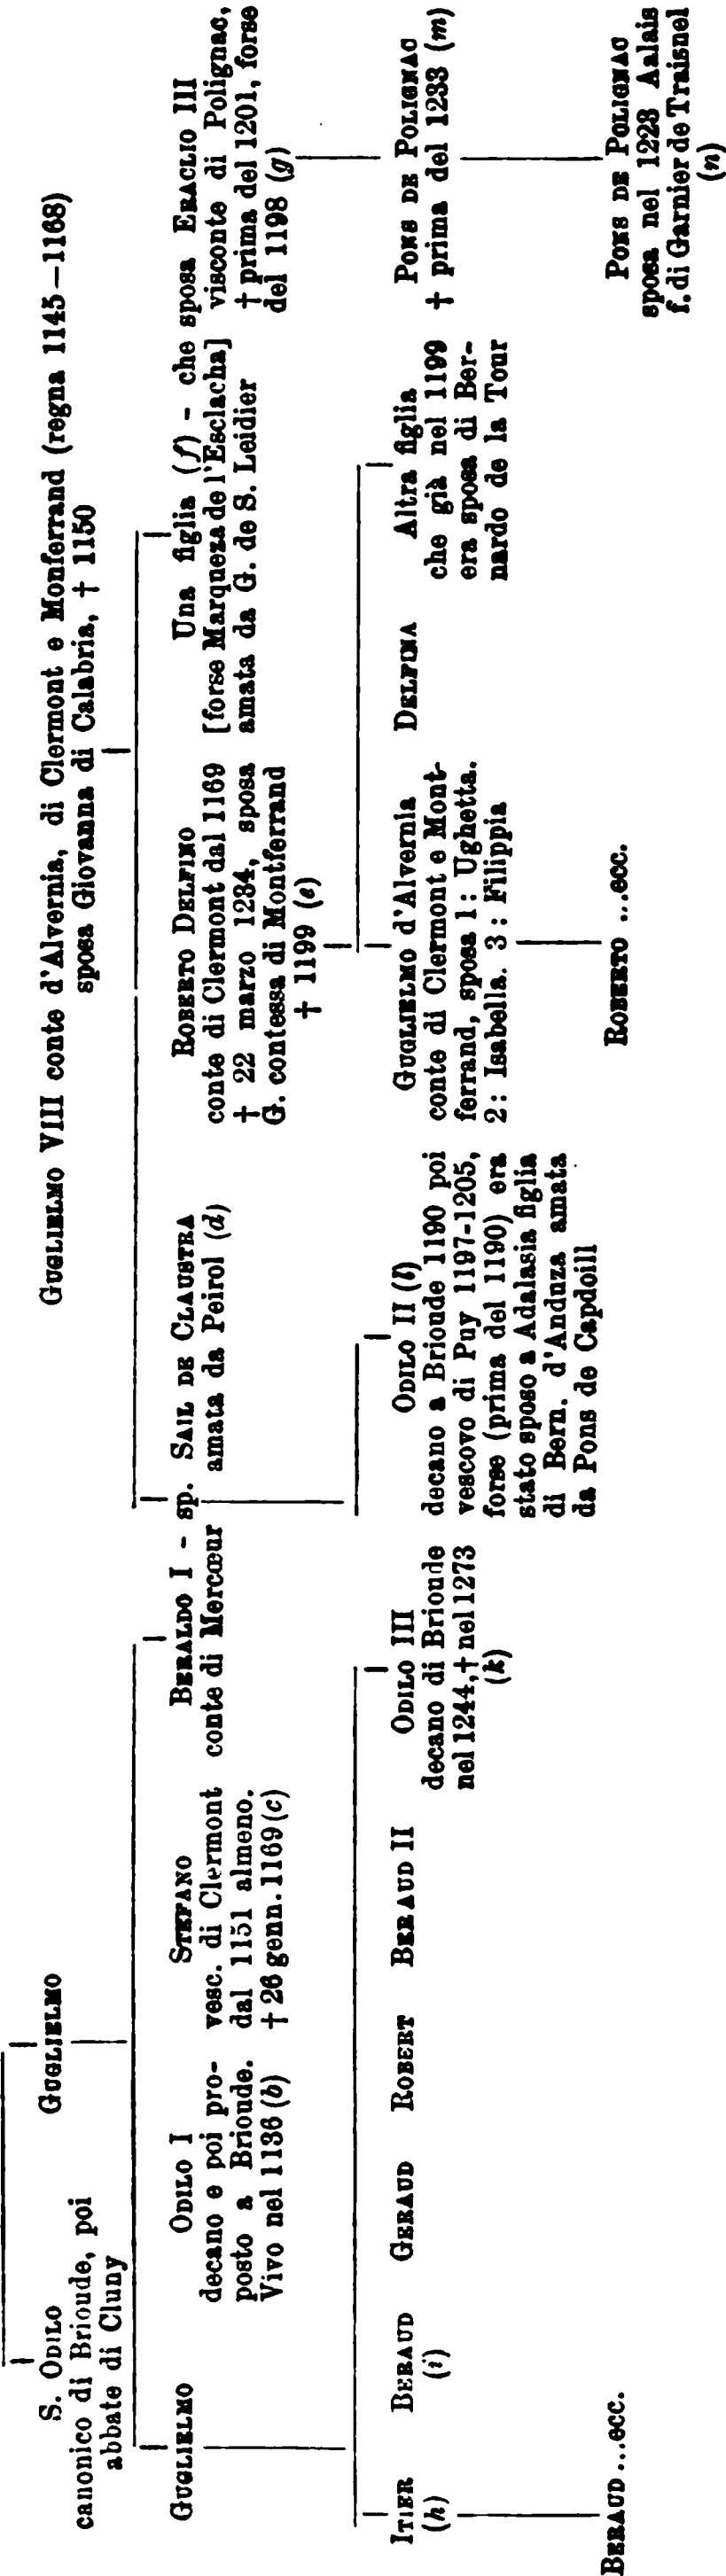 GUGLIELMO VIII conte d'Alvernia, di Clermont e Monferrand (regna 1145–1168)
sposa Giovanna di Calabria, † 1150
S. ODILO
canonico di Brioude, poi
abbate di Cluny
GUGLIELMO
GUGLIELMO
ODILO I
decano e poi pro-
posto a Brioude.
Vivo nel 1136 (b)
STEFANO
vesc. di Clermont
dal 1151 almeno.
† 26 genn. 1169 (c)
BERALDO I - sp. SAIL DE CLAUSTRA
conte di Mercœur
amata da Peirol (d)
ROBERTO DELFINO
conte di Clermont dal 1169
† 22 marzo 1234, sposa
G. contessa di Montferrand
† 1199 (e)
Una figlia (f) - che sposa ERACLIO III
[forse Marqueza de l'Esclacha]
amata da G. de S. Leidier
visconte di Polignac,
† prima del 1201, forse
del 1198 (g)
ITIER
(h)
BERAUD
(i)
GERAUD
ROBERT
BERAUD II
ODILO III
decano di Brioude
nel 1244, † nel 1273
(k)
ODILO II (l)
decano a Brioude 1190 poi
vescovo di Puy 1197-1205,
forse (prima del 1190) era
stato sposo a Adalasia figlia
di Bern. d'Anduza amata
da Pons de Capdoill
GUGLIELMO d'Alvernia
conte di Clermont e Mont-
ferrand, sposa 1: Ughetta.
2: Isabella. 3: Filippia
DELFINA
Altra figlia
che già nel 1199
era sposa di Ber-
nardo de la Tour
PONS DE POLIGNAC
† prima del 1233 (m)
BERAUD ...ecc.
ROBERTO ...ecc.
PONS DE POLIGNAC
sposa nel 1223 Aalais
f. di Garnier de Traisnel
(n)